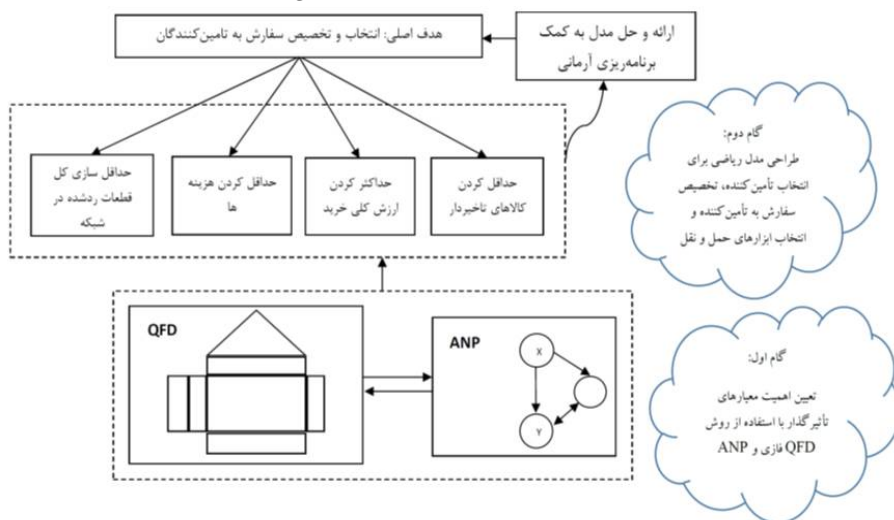 هدف اصلی: انتخاب و تخصیص سفارش به تامین‌کنندگان
ارائه و حل مدل به کمک
برنامه‌ریزی آرمانی
گام دوم:
طراحی مدل ریاضی برای
انتخاب تأمین‌کننده، تخصیص
سفارش به تأمین‌کننده و
انتخاب ابزارهای حمل و نقل
حداقل کردن
کالاهای تاخیردار
حداکثر کردن
ارزش کلی خرید
حداقل کردن هزینه
ها
حداقل سازی کل
قطعات ردشده در
شبکه
QFD
ANP
X
Y
گام اول:
تعیین اهمیت معیارهای
تأثیرگذار با استفاده از روش
QFD فازی و ANP